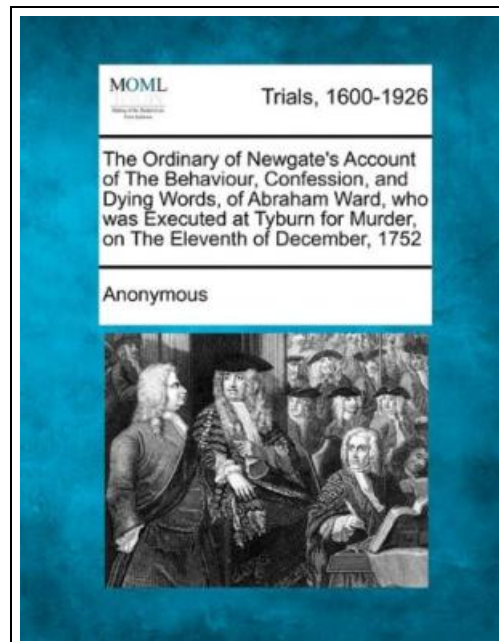 MOML
Trials, 1600-1926
The Ordinary of Newgate's Account
of The Behaviour, Confession, and
Dying Words, of Abraham Ward, who
was Executed at Tyburn for Murder,
on The Eleventh of December, 1752
Anonymous